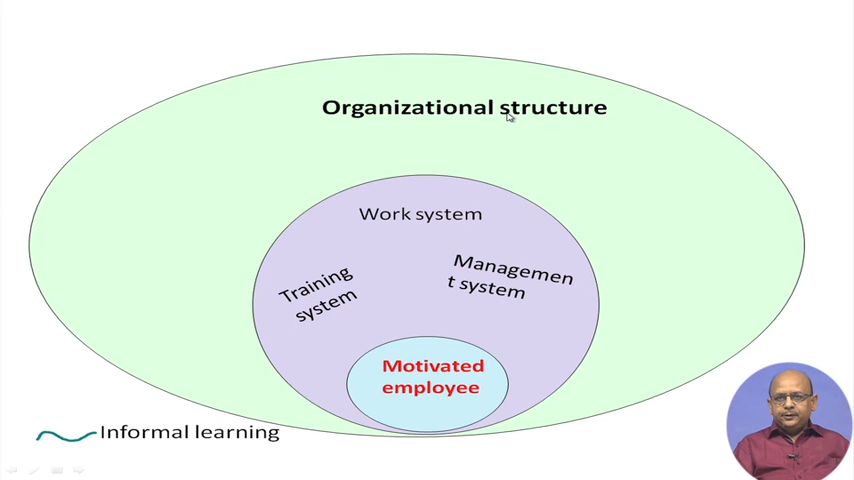 Organizational structure
Work system
Training
system
Managemen
t system
Motivated
employee
Informal learning